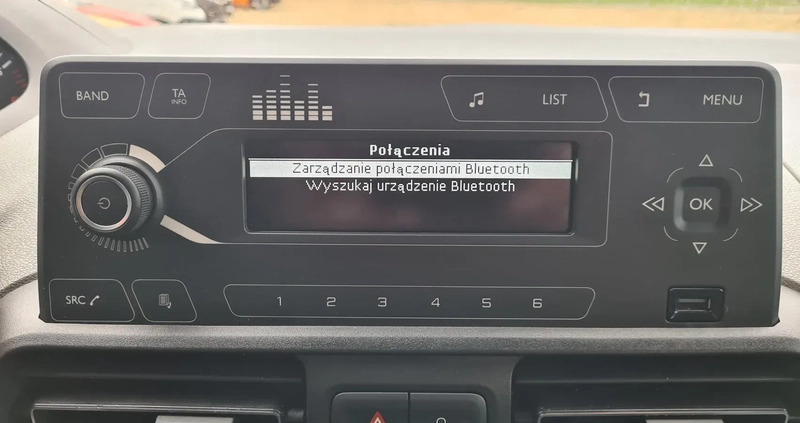 BAND
TA
INFO
LIST
MENU
Połączenia
Zarządzanie połączeniami Bluetooth
Wyszukaj urządzenie Bluetooth
OK
SRC
1 2 3 4 5 6